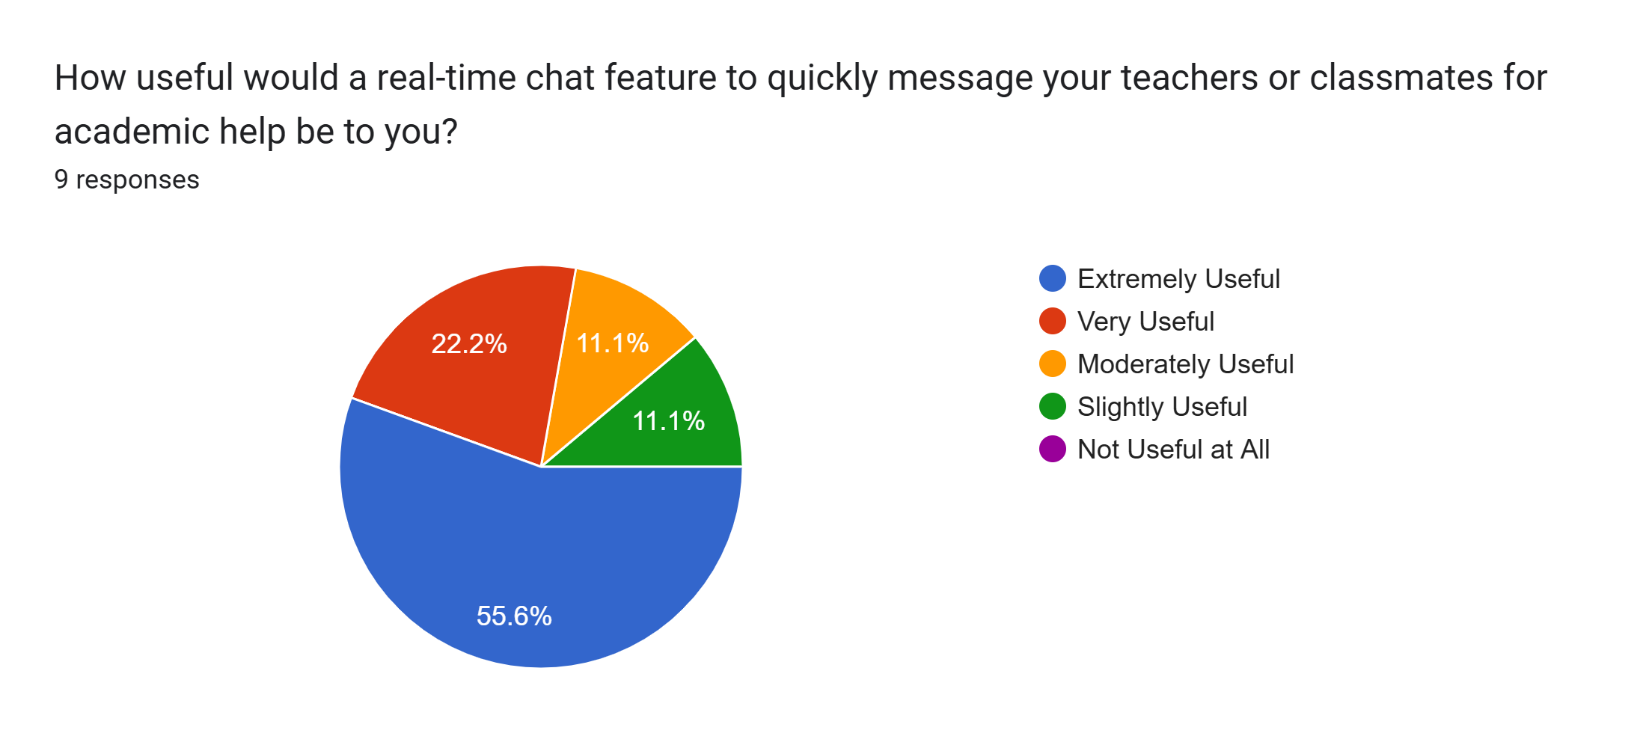 How useful would a real-time chat feature to quickly message your teachers or classmates for
academic help be to you?
9 responses
22.2%
11.1%
11.1%
55.6%
Extremely Useful
Very Useful
Moderately Useful
Slightly Useful
Not Useful at All